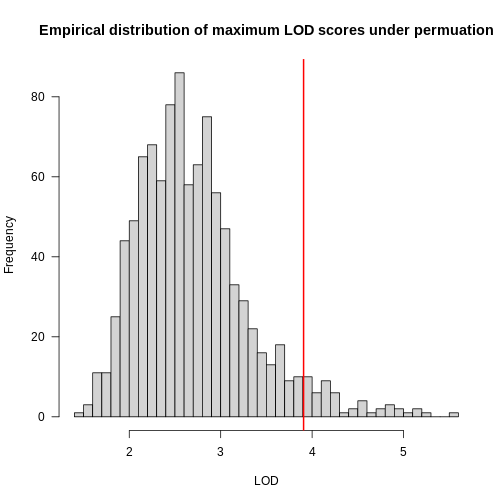 Empirical distribution of maximum LOD scores under permuation
80
60
40
20
0
Frequency
2 3 4 5
LOD